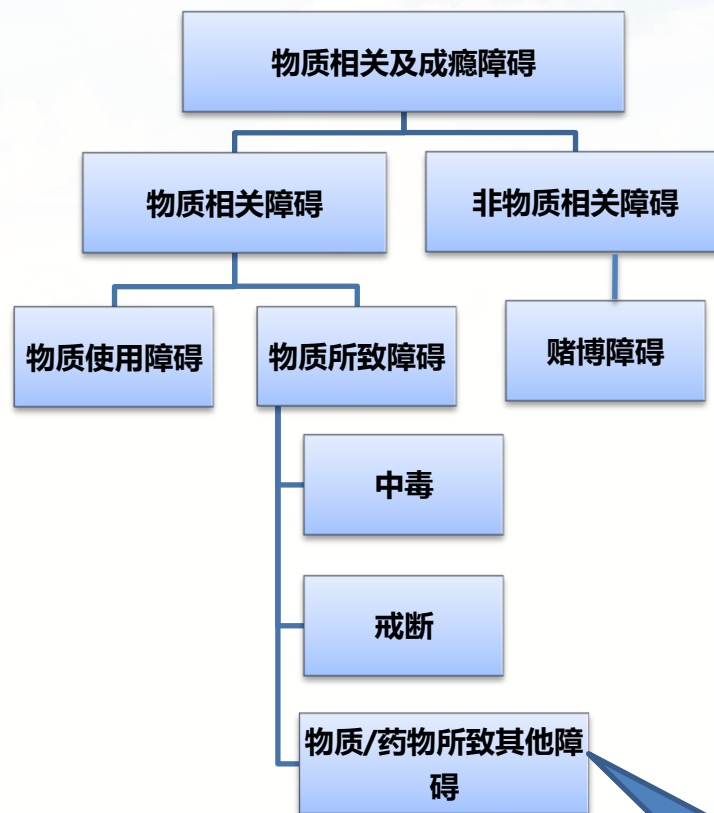 物质相关及成瘾障碍
物质相关障碍
非物质相关障碍
物质使用障碍
物质所致障碍
赌博障碍
中毒
戒断
物质/药物所致其他障
碍